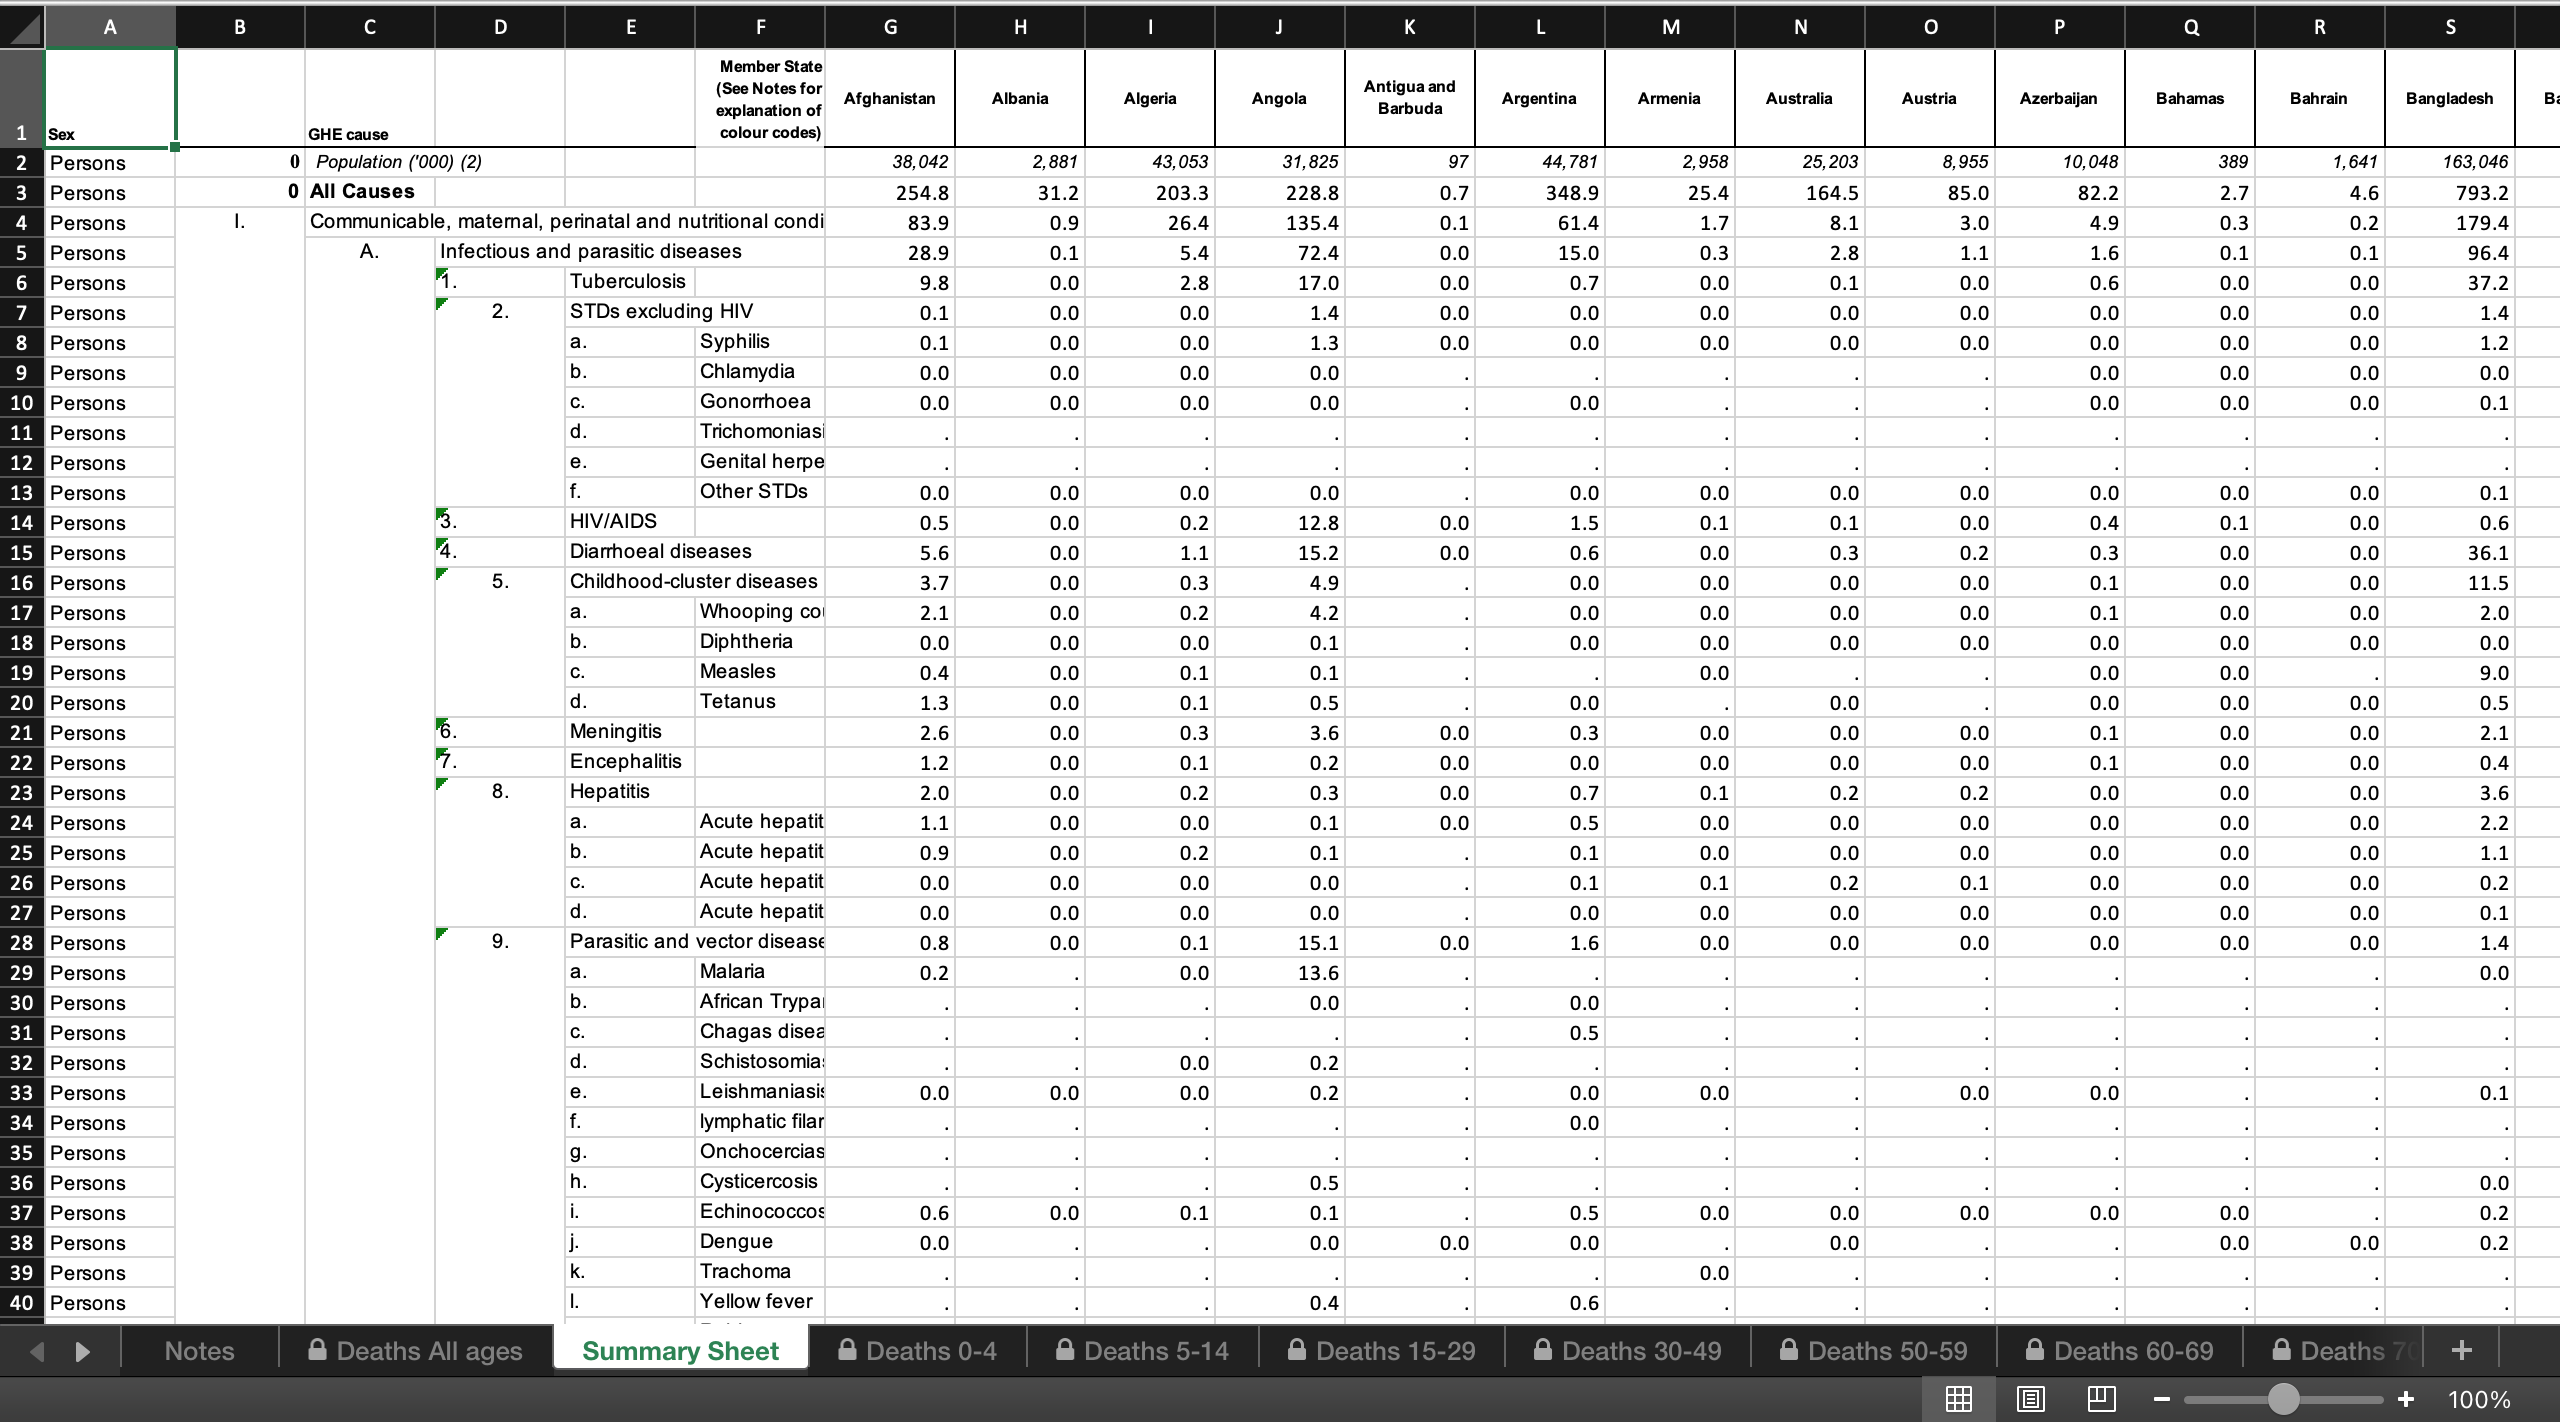 A B C D E F G H I J K L M N O P Q R S
1 Sex GHE cause Member State (See Notes for explanation of colour codes) Afghanistan Albania Algeria Angola Antigua and Barbuda Argentina Armenia Australia Austria Azerbaijan Bahamas Bahrain Bangladesh Ba
2 Persons 0 Population ('000) (2) 38,042 2,881 43,053 31,825 97 44,781 2,958 25,203 8,955 10,048 389 1,641 163,046
3 Persons 0 All Causes 254.8 31.2 203.3 228.8 0.7 348.9 25.4 164.5 85.0 82.2 2.7 4.6 793.2
4 Persons I. Communicable, maternal, perinatal and nutritional condi 83.9 0.9 26.4 135.4 0.1 61.4 1.7 8.1 3.0 4.9 0.3 0.2 179.4
5 Persons A. Infectious and parasitic diseases 28.9 0.1 5.4 72.4 0.0 15.0 0.3 2.8 1.1 1.6 0.1 0.1 96.4
6 Persons 1. Tuberculosis 9.8 0.0 2.8 17.0 0.0 0.7 0.0 0.1 0.0 0.6 0.0 0.0 37.2
7 Persons 2. STDs excluding HIV 0.1 0.0 0.0 1.4 0.0 0.0 0.0 0.0 0.0 0.0 0.0 0.0 1.4
8 Persons a. Syphilis 0.1 0.0 0.0 1.3 0.0 0.0 0.0 0.0 0.0 0.0 0.0 0.0 1.2
9 Persons b. Chlamydia 0.0 0.0 0.0 0.0 . . . . . 0.0 0.0 0.0 0.0
10 Persons c. Gonorrhoea 0.0 0.0 0.0 0.0 . 0.0 . . . 0.0 0.0 0.0 0.1
11 Persons d. Trichomoniasi . . . . . . . . . . . . .
12 Persons e. Genital herpe . . . . . . . . . . . . .
13 Persons f. Other STDs 0.0 0.0 0.0 0.0 . 0.0 0.0 0.0 0.0 0.0 0.0 0.0 0.1
14 Persons 3. HIV/AIDS 0.5 0.0 0.2 12.8 0.0 1.5 0.1 0.1 0.0 0.4 0.1 0.0 0.6
15 Persons 4. Diarrhoeal diseases 5.6 0.0 1.1 15.2 0.0 0.6 0.0 0.3 0.2 0.3 0.0 0.0 36.1
16 Persons 5. Childhood-cluster diseases 3.7 0.0 0.3 4.9 . 0.0 0.0 0.0 0.0 0.1 0.0 0.0 11.5
17 Persons a. Whooping cou 2.1 0.0 0.2 4.2 . 0.0 0.0 0.0 0.0 0.1 0.0 0.0 2.0
18 Persons b. Diphtheria 0.0 0.0 0.0 0.1 . 0.0 0.0 0.0 0.0 0.0 0.0 0.0 0.0
19 Persons c. Measles 0.4 0.0 0.1 0.1 . . 0.0 . . 0.0 0.0 . 9.0
20 Persons d. Tetanus 1.3 0.0 0.1 0.5 . 0.0 . 0.0 . 0.0 0.0 0.0 0.5
21 Persons 6. Meningitis 2.6 0.0 0.3 3.6 0.0 0.3 0.0 0.0 0.0 0.1 0.0 0.0 2.1
22 Persons 7. Encephalitis 1.2 0.0 0.1 0.2 0.0 0.0 0.0 0.0 0.0 0.1 0.0 0.0 0.4
23 Persons 8. Hepatitis 2.0 0.0 0.2 0.3 0.0 0.7 0.1 0.2 0.2 0.0 0.0 0.0 3.6
24 Persons a. Acute hepatit 1.1 0.0 0.0 0.1 0.0 0.5 0.0 0.0 0.0 0.0 0.0 0.0 2.2
25 Persons b. Acute hepatit 0.9 0.0 0.2 0.1 . 0.1 0.0 0.0 0.0 0.0 0.0 0.0 1.1
26 Persons c. Acute hepatit 0.0 0.0 0.0 0.0 . 0.1 0.1 0.2 0.1 0.0 0.0 0.0 0.2
27 Persons d. Acute hepatit 0.0 0.0 0.0 0.0 . 0.0 0.0 0.0 0.0 0.0 0.0 0.0 0.1
28 Persons 9. Parasitic and vector disease 0.8 0.0 0.1 15.1 0.0 1.6 0.0 0.0 0.0 0.0 0.0 0.0 1.4
29 Persons a. Malaria 0.2 . 0.0 13.6 . . . . . . . . 0.0
30 Persons b. African Trypan . . . 0.0 . 0.0 . . . . . . .
31 Persons c. Chagas disea . . . . . 0.5 . . . . . . .
32 Persons d. Schistosomias . . 0.0 0.2 . . . . . . . . .
33 Persons e. Leishmaniasis 0.0 0.0 0.0 0.2 . 0.0 0.0 . 0.0 0.0 . . 0.1
34 Persons f. lymphatic filar . . . . . 0.0 . . . . . . .
35 Persons g. Onchocercias . . . . . . . . . . . . .
36 Persons h. Cysticercosis . . . 0.5 . . . . . . . . 0.0
37 Persons i. Echinococcos 0.6 0.0 0.1 0.1 . 0.5 0.0 0.0 0.0 0.0 0.0 . 0.2
38 Persons j. Dengue 0.0 . . 0.0 0.0 0.0 . 0.0 . . 0.0 0.0 0.2
39 Persons k. Trachoma . . . . . . 0.0 . . . . . .
40 Persons l. Yellow fever . . . 0.4 . 0.6 . . . . . . .
Notes Deaths All ages Summary Sheet Deaths 0-4 Deaths 5-14 Deaths 15-29 Deaths 30-49 Deaths 50-59 Deaths 60-69 Deaths 70 +
− + 100%